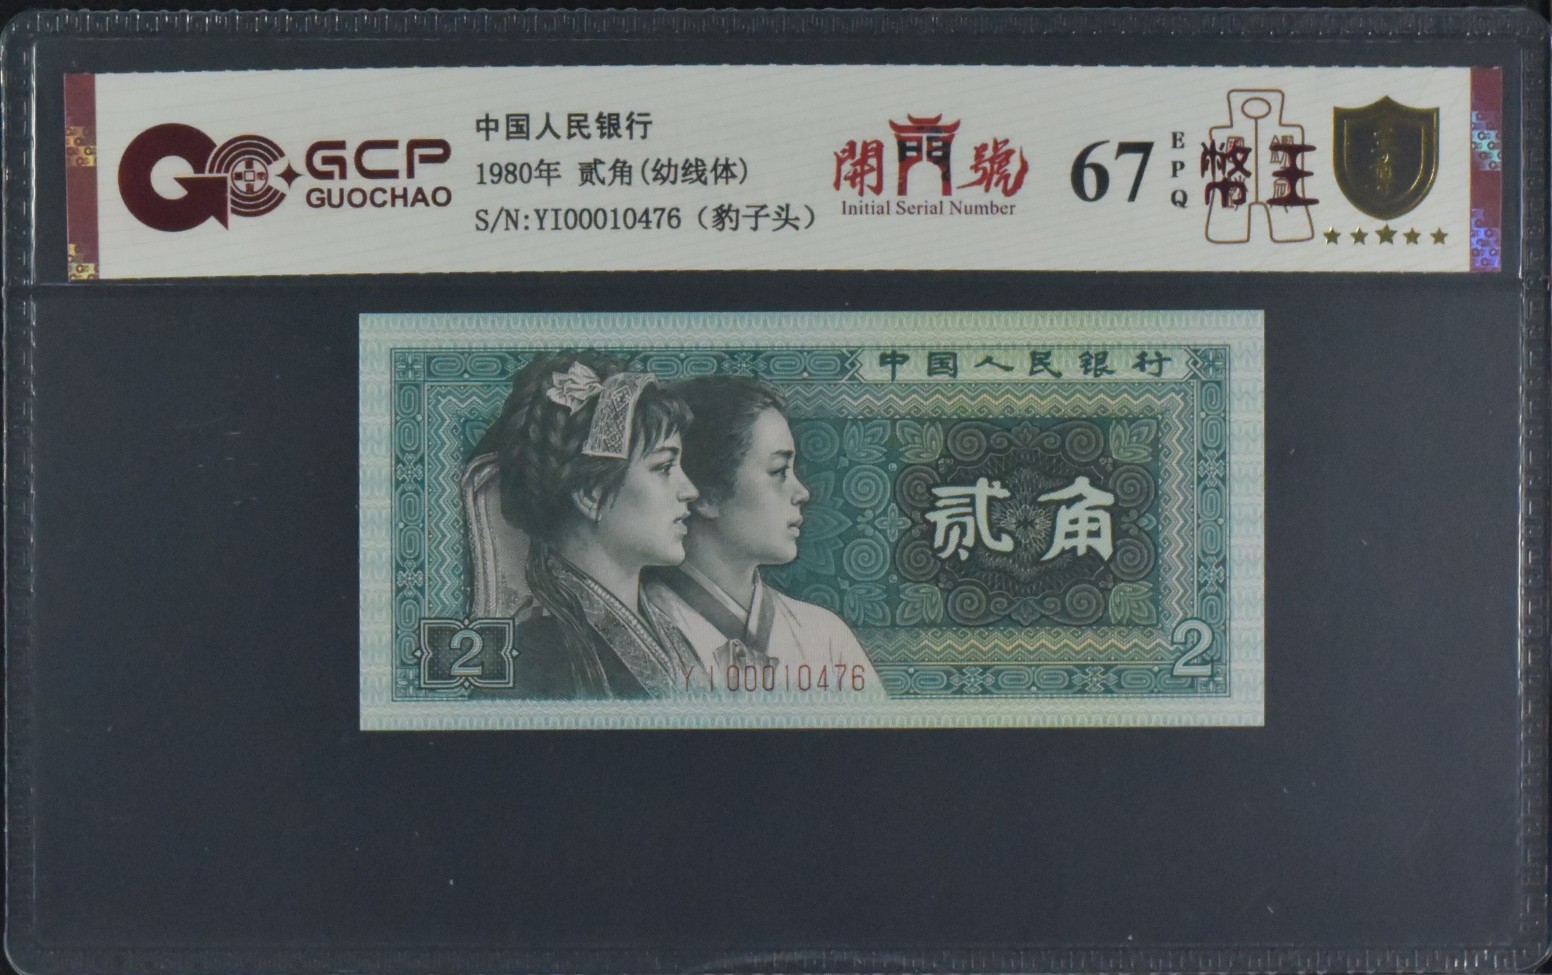 GCP
GUOCHAO
中国人民银行
1980年 贰角(幼线体)
S/N:YI00010476（豹子头）
開門號
Initial Serial Number
67
EPQ
幣王
中国人民银行
贰角
2
2
YI00010476